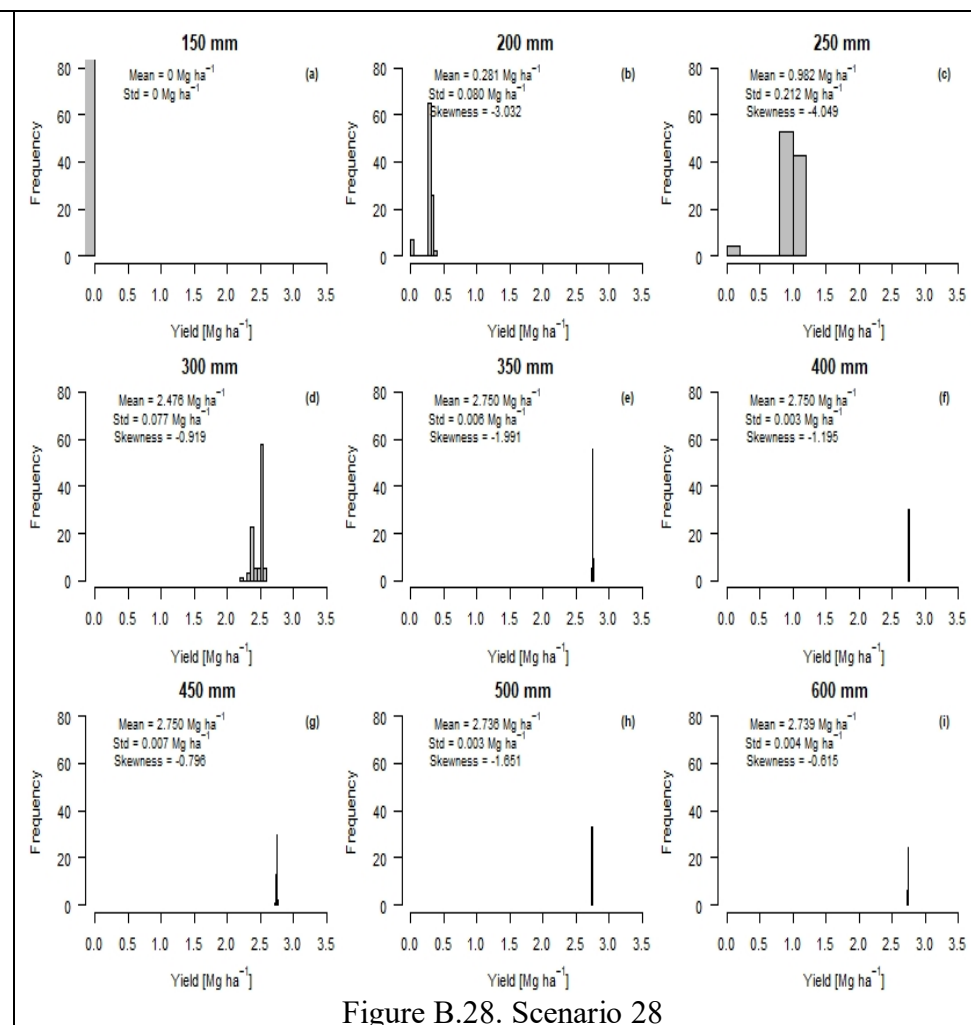 150 mm
Mean = 0 Mg ha⁻¹
Std = 0 Mg ha⁻¹
(a)
Frequency
80
60
40
20
0
0.0 0.5 1.0 1.5 2.0 2.5 3.0 3.5
Yield [Mg ha⁻¹]
200 mm
Mean = 0.281 Mg ha⁻¹
Std = 0.080 Mg ha⁻¹
Skewness = -3.032
(b)
Frequency
80
60
40
20
0
0.0 0.5 1.0 1.5 2.0 2.5 3.0 3.5
Yield [Mg ha⁻¹]
250 mm
Mean = 0.982 Mg ha⁻¹
Std = 0.212 Mg ha⁻¹
Skewness = -4.049
(c)
Frequency
80
60
40
20
0
0.0 0.5 1.0 1.5 2.0 2.5 3.0 3.5
Yield [Mg ha⁻¹]
300 mm
Mean = 2.476 Mg ha⁻¹
Std = 0.077 Mg ha⁻¹
Skewness = -0.919
(d)
Frequency
80
60
40
20
0
0.0 0.5 1.0 1.5 2.0 2.5 3.0 3.5
Yield [Mg ha⁻¹]
350 mm
Mean = 2.750 Mg ha⁻¹
Std = 0.006 Mg ha⁻¹
Skewness = -1.991
(e)
Frequency
80
60
40
20
0
0.0 0.5 1.0 1.5 2.0 2.5 3.0 3.5
Yield [Mg ha⁻¹]
400 mm
Mean = 2.750 Mg ha⁻¹
Std = 0.003 Mg ha⁻¹
Skewness = -1.195
(f)
Frequency
80
60
40
20
0
0.0 0.5 1.0 1.5 2.0 2.5 3.0 3.5
Yield [Mg ha⁻¹]
450 mm
Mean = 2.750 Mg ha⁻¹
Std = 0.007 Mg ha⁻¹
Skewness = -0.796
(g)
Frequency
80
60
40
20
0
0.0 0.5 1.0 1.5 2.0 2.5 3.0 3.5
Yield [Mg ha⁻¹]
500 mm
Mean = 2.736 Mg ha⁻¹
Std = 0.003 Mg ha⁻¹
Skewness = -1.651
(h)
Frequency
80
60
40
20
0
0.0 0.5 1.0 1.5 2.0 2.5 3.0 3.5
Yield [Mg ha⁻¹]
600 mm
Mean = 2.739 Mg ha⁻¹
Std = 0.004 Mg ha⁻¹
Skewness = -0.615
(i)
Frequency
80
60
40
20
0
0.0 0.5 1.0 1.5 2.0 2.5 3.0 3.5
Yield [Mg ha⁻¹]
Figure B.28. Scenario 28